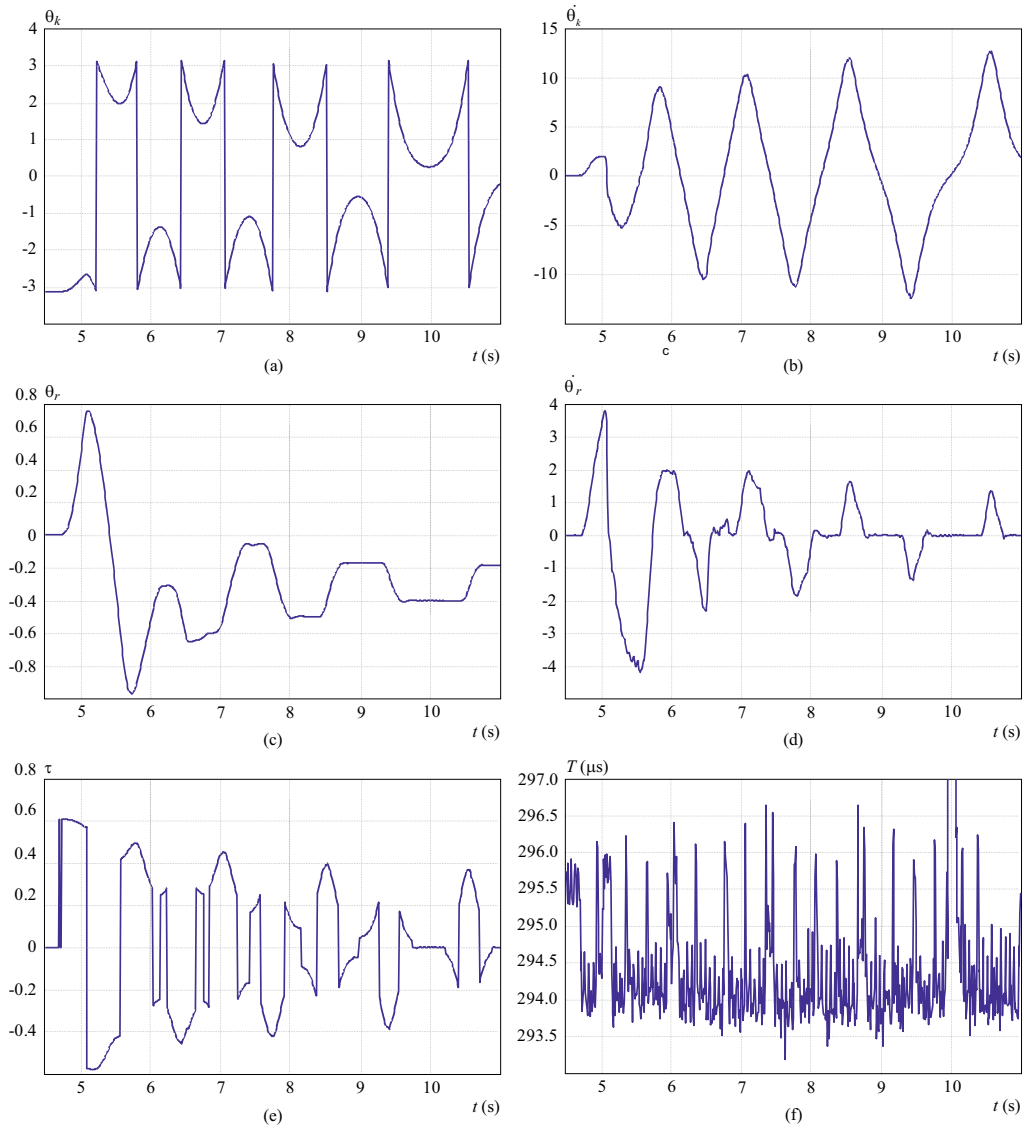 θk
4
3
2
1
0
-1
-2
-3
5 6 7 8 9 10
t (s)
(a)
θ̇k
15
10
5
0
-5
-10
5 6 7 8 9 10
c
t (s)
(b)
θr
0.8
0.6
0.4
0.2
0
-0.2
-0.4
-0.6
-0.8
5 6 7 8 9 10
t (s)
(c)
θ̇r
4
3
2
1
0
-1
-2
-3
-4
5 6 7 8 9 10
t (s)
(d)
τ
0.8
0.6
0.4
0.2
0
-0.2
-0.4
5 6 7 8 9 10
t (s)
(e)
T (μs)
297.0
296.5
296.0
295.5
295.0
294.5
294.0
293.5
5 6 7 8 9 10
t (s)
(f)